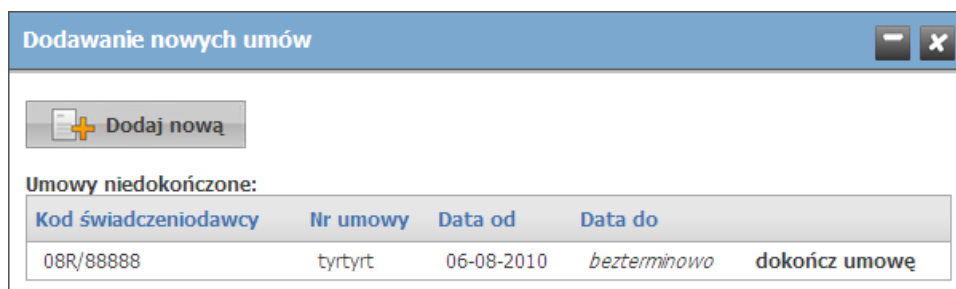 Dodawanie nowych umów
Dodaj nową
Umowy niedokończone:
Kod świadczeniodawcy Nr umowy Data od Data do
08R/88888 tyrtyrt 06-08-2010 bezterminowo dokończ umowę